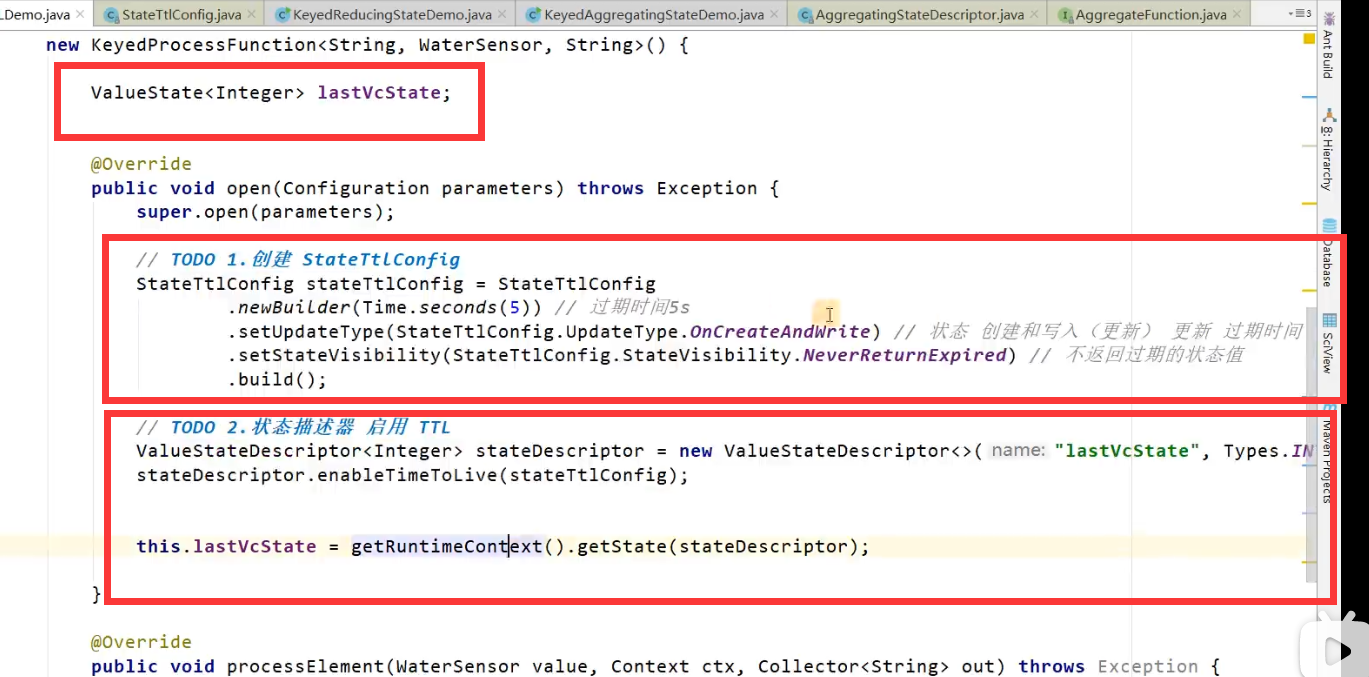 LDemo.java × StateTtlConfig.java × KeyedReducingStateDemo.java × KeyedAggregatingStateDemo.java × AggregatingStateDescriptor.java × AggregateFunction.java × 3
new KeyedProcessFunction<String, WaterSensor, String>() {
ValueState<Integer> lastVcState;
@Override
public void open(Configuration parameters) throws Exception {
super.open(parameters);
// TODO 1.创建 StateTtlConfig
StateTtlConfig stateTtlConfig = StateTtlConfig
.newBuilder(Time.seconds(5)) // 过期时间5s
.setUpdateType(StateTtlConfig.UpdateType.OnCreateAndWrite) // 状态 创建和写入（更新） 更新 过期时间
.setStateVisibility(StateTtlConfig.StateVisibility.NeverReturnExpired) // 不返回过期的状态值
.build();
// TODO 2.状态描述器 启用 TTL
ValueStateDescriptor<Integer> stateDescriptor = new ValueStateDescriptor<>( name: "lastVcState", Types.IN
stateDescriptor.enableTimeToLive(stateTtlConfig);
this.lastVcState = getRuntimeContext().getState(stateDescriptor);
}
@Override
public void processElement(WaterSensor value, Context ctx, Collector<String> out) throws Exception {
Ant Build
8: Hierarchy
Database
SciView
Maven Projects